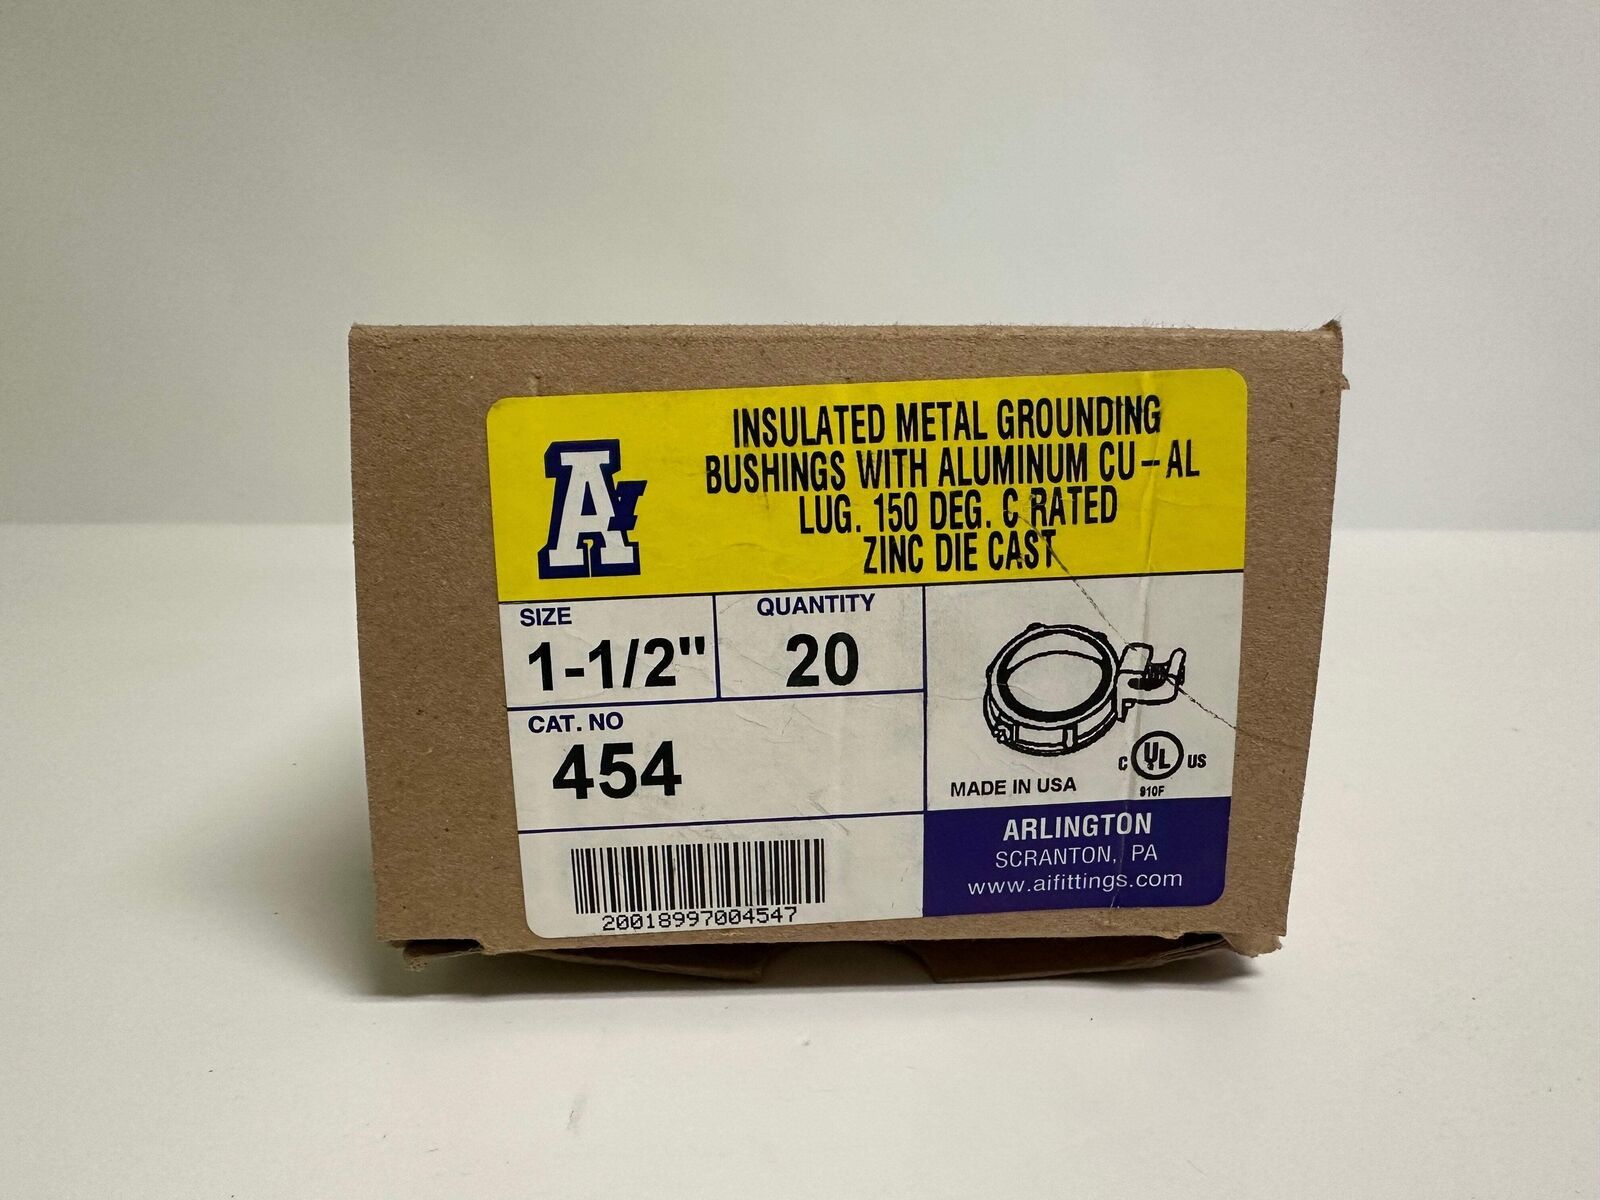 INSULATED METAL GROUNDING
BUSHINGS WITH ALUMINUM CU-AL
LUG. 150 DEG. C RATED
ZINC DIE CAST
A
SIZE
1-1/2"
QUANTITY
20
CAT. NO
454
20018997004547
MADE IN USA
C UL US
910F
ARLINGTON
SCRANTON, PA
www.aifittings.com